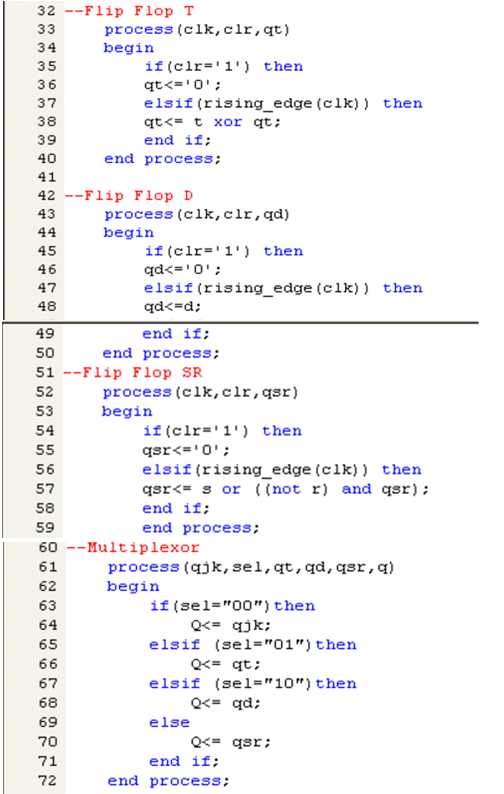 32 --Flip Flop T
33 process(clk,clr,qt)
34 begin
35 if(clr='1') then
36 qt<='0';
37 elsif(rising_edge(clk)) then
38 qt<= t xor qt;
39 end if;
40 end process;
41
42 --Flip Flop D
43 process(clk,clr,qd)
44 begin
45 if(clr='1') then
46 qd<='0';
47 elsif(rising_edge(clk)) then
48 qd<=d;
49 end if;
50 end process;
51 --Flip Flop SR
52 process(clk,clr,qsr)
53 begin
54 if(clr='1') then
55 qsr<='0';
56 elsif(rising_edge(clk)) then
57 qsr<= s or ((not r) and qsr);
58 end if;
59 end process;
60 --Multiplexor
61 process(qjk,sel,qt,qd,qsr,q)
62 begin
63 if(sel="00")then
64 Q<= qjk;
65 elsif (sel="01")then
66 Q<= qt;
67 elsif (sel="10")then
68 Q<= qd;
69 else
70 Q<= qsr;
71 end if;
72 end process;